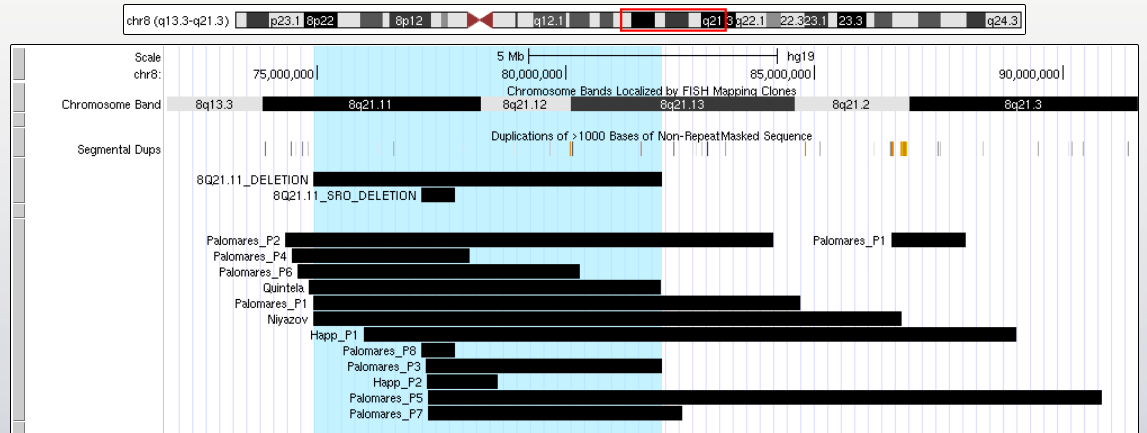 chr8 (q13.3-q21.3) p23.1 8p22 8p12 q12.1 q21.3 q22.1 22.3 23.1 23.3 q24.3
Scale 5 Mb hg19
chr8: 75,000,000 80,000,000 85,000,000 90,000,000
Chromosome Bands Localized by FISH Mapping Clones
Chromosome Band 8q13.3 8q21.11 8q21.12 8q21.13 8q21.2 8q21.3
Duplications of >1000 Bases of Non-RepeatMasked Sequence
Segmental Dups
8Q21.11_DELETION
8Q21.11_SRO_DELETION
Palomares_P2 Palomares_P1
Palomares_P4
Palomares_P6
Quintela
Palomares_P1
Niyazov
Happ_P1
Palomares_P8
Palomares_P3
Happ_P2
Palomares_P5
Palomares_P7